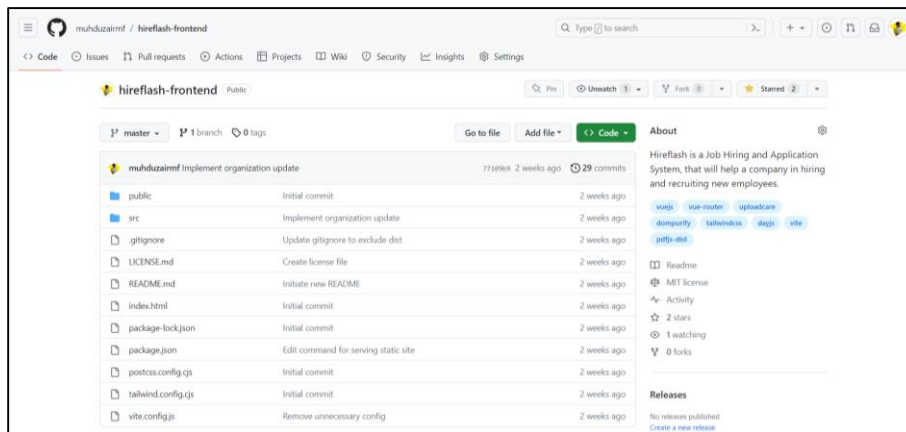 muhduzairmf / hireflash-frontend
Type / to search
Code Issues Pull requests Actions Projects Wiki Security Insights Settings
hireflash-frontend Public
Pin Unwatch 1 Fork 0 Starred 2
master 1 branch 0 tags Go to file Add file Code
muhduzairmf Implement organization update 7710969 2 weeks ago 29 commits
public Initial commit 2 weeks ago
src Implement organization update 2 weeks ago
.gitignore Update gitignore to exclude dist 2 weeks ago
LICENSE.md Create license file 2 weeks ago
README.md Initiate new README 2 weeks ago
index.html Initial commit 2 weeks ago
package-lock.json Initial commit 2 weeks ago
package.json Edit command for serving static site 2 weeks ago
postcss.config.cjs Initial commit 2 weeks ago
tailwind.config.cjs Initial commit 2 weeks ago
vite.config.js Remove unnecessary config 2 weeks ago
About
Hireflash is a Job Hiring and Application
System, that will help a company in hiring
and recruiting new employees.
vuejs vue-router uploadcare
dompurify tailwindcss dayjs vite
pdfjs-dist
Readme
MIT license
Activity
2 stars
1 watching
0 forks
Releases
No releases published
Create a new release